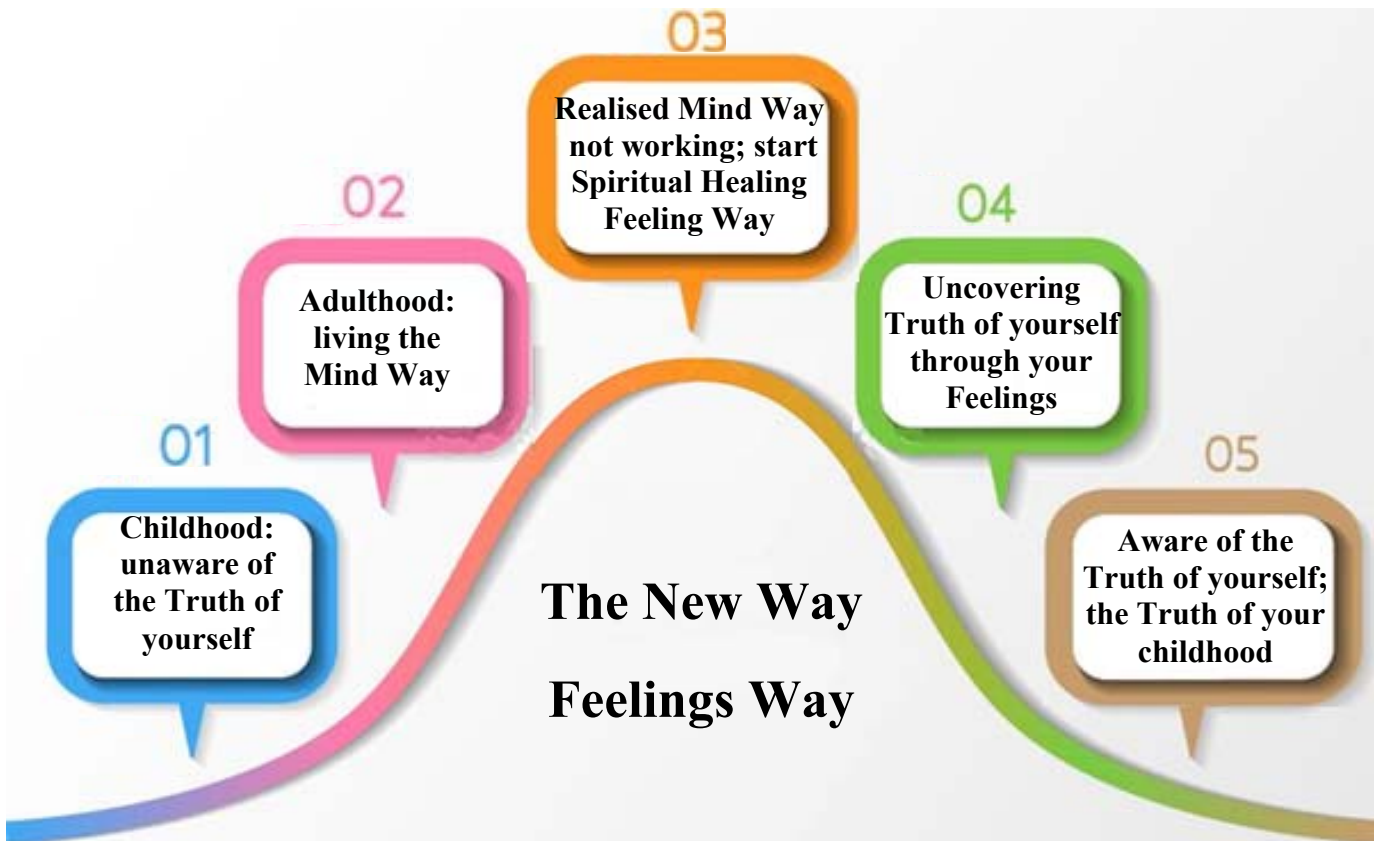 01
Childhood:
unaware of
the Truth of
yourself
02
Adulthood:
living the
Mind Way
03
Realised Mind Way
not working; start
Spiritual Healing
Feeling Way
04
Uncovering
Truth of yourself
through your
Feelings
05
Aware of the
Truth of yourself;
the Truth of your
childhood
The New Way
Feelings Way